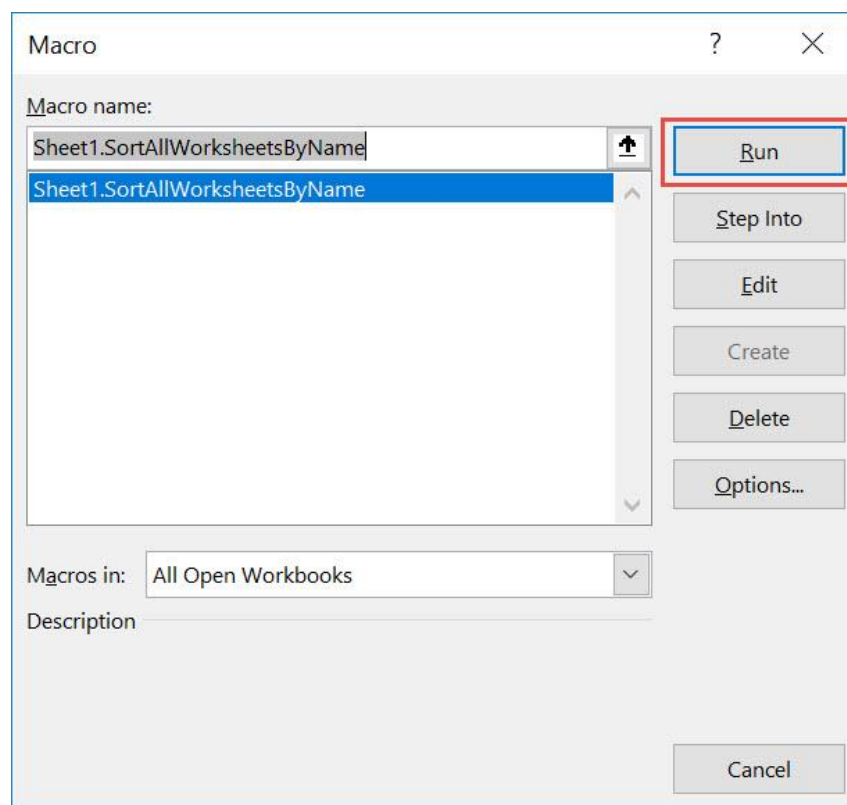 Macro
?
Macro name:
Sheet1.SortAllWorksheetsByName
Run
Sheet1.SortAllWorksheetsByName
Step Into
Edit
Create
Delete
Options...
Macros in: All Open Workbooks
Description
Cancel